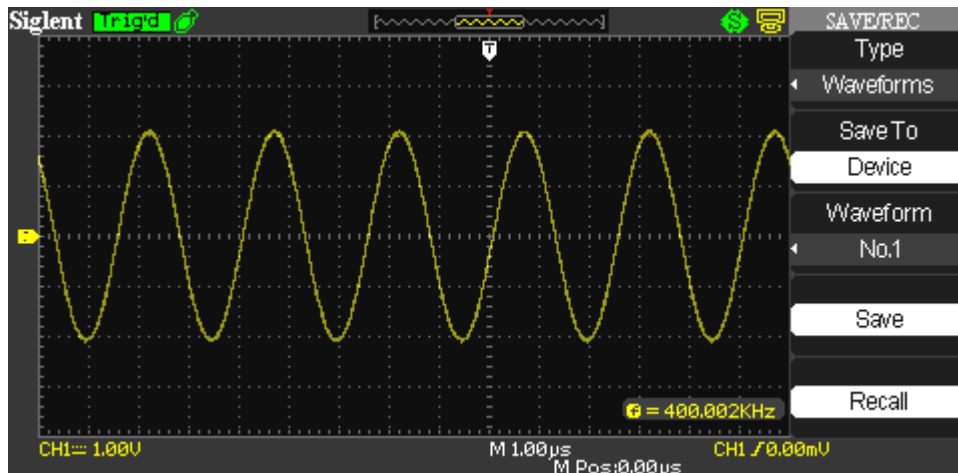 Siglent Trig'd S SAVE/REC
T
Type
Waveforms
Save To
Device
Waveform
No.1
Save
Recall
f = 400.002KHz
CH1 1.00V M 1.00µs CH1 0.00mV
M Pos:0.00µs